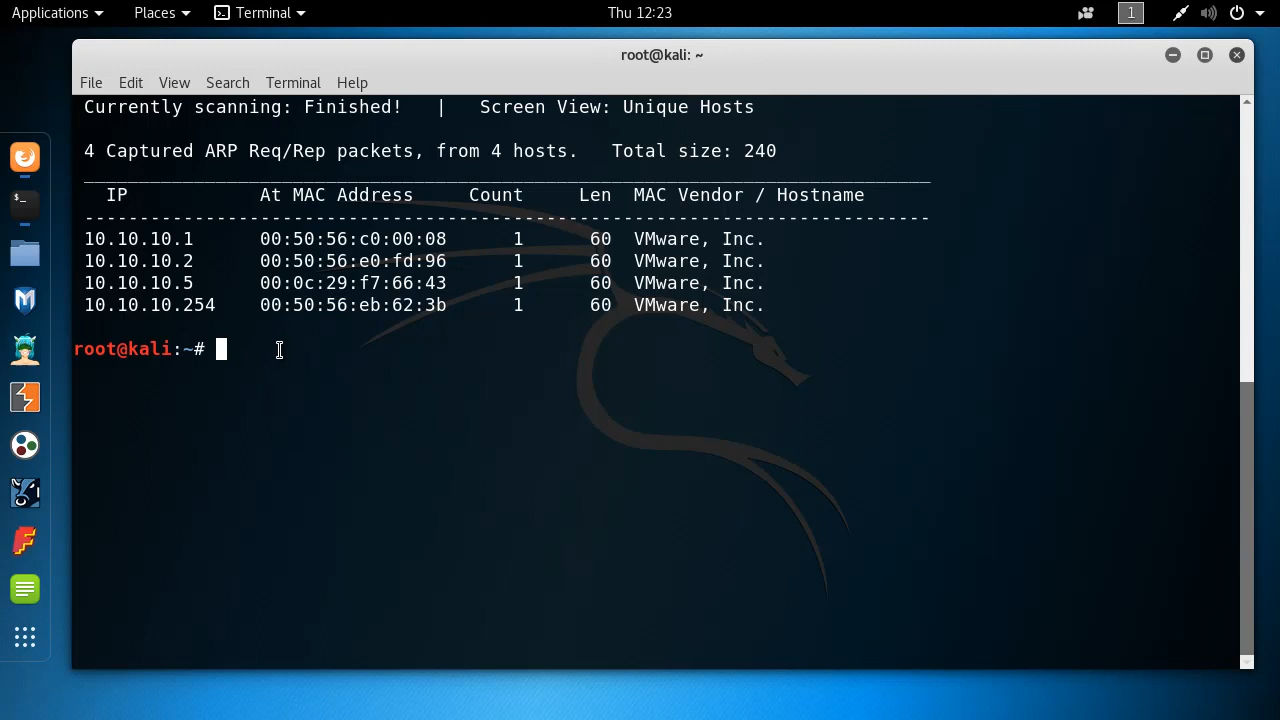 Applications Places Terminal Thu 12:23 1
root@kali: ~
File Edit View Search Terminal Help
Currently scanning: Finished! | Screen View: Unique Hosts
4 Captured ARP Req/Rep packets, from 4 hosts. Total size: 240
_____________________________________________________________________________
IP At MAC Address Count Len MAC Vendor / Hostname
-----------------------------------------------------------------------------
10.10.10.1 00:50:56:c0:00:08 1 60 VMware, Inc.
10.10.10.2 00:50:56:e0:fd:96 1 60 VMware, Inc.
10.10.10.5 00:0c:29:f7:66:43 1 60 VMware, Inc.
10.10.10.254 00:50:56:eb:62:3b 1 60 VMware, Inc.
root@kali:~#